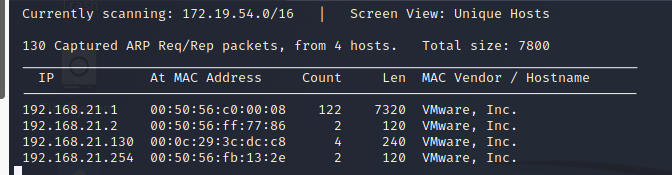 Currently scanning: 172.19.54.0/16   |   Screen View: Unique Hosts
130 Captured ARP Req/Rep packets, from 4 hosts.   Total size: 7800
IP            At MAC Address     Count     Len  MAC Vendor / Hostname
192.168.21.1    00:50:56:c0:00:08    122    7320  VMware, Inc.
192.168.21.2    00:50:56:ff:77:86      2     120  VMware, Inc.
192.168.21.130  00:0c:29:3c:dc:c8      4     240  VMware, Inc.
192.168.21.254  00:50:56:fb:13:2e      2     120  VMware, Inc.